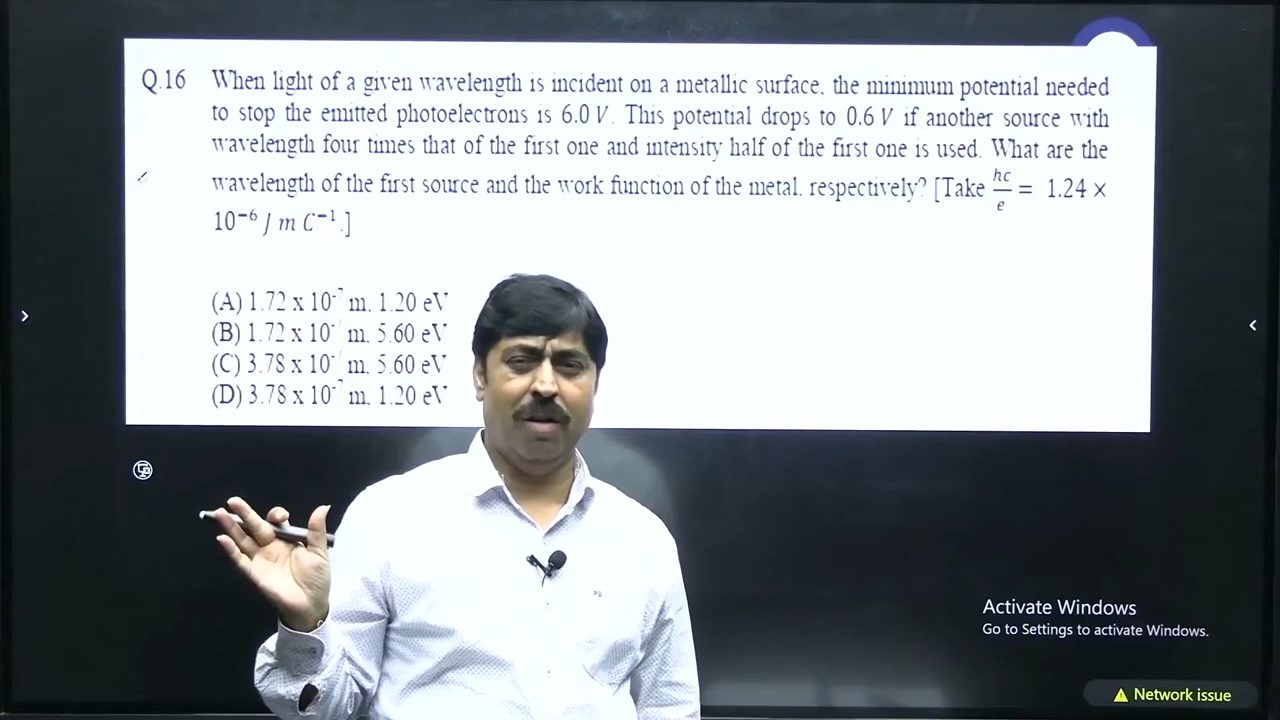 Q.16 When light of a given wavelength is incident on a metallic surface, the minimum potential needed
to stop the emitted photoelectrons is 6.0 V. This potential drops to 0.6 V if another source with
wavelength four times that of the first one and intensity half of the first one is used. What are the
wavelength of the first source and the work function of the metal, respectively? [Take hc/e = 1.24 ×
10⁻⁶ J m C⁻¹.]
(A) 1.72 x 10⁻⁷ m, 1.20 eV
(B) 1.72 x 10⁻⁷ m, 5.60 eV
(C) 3.78 x 10⁻⁷ m, 5.60 eV
(D) 3.78 x 10⁻⁷ m, 1.20 eV
Activate Windows
Go to Settings to activate Windows.
Network issue